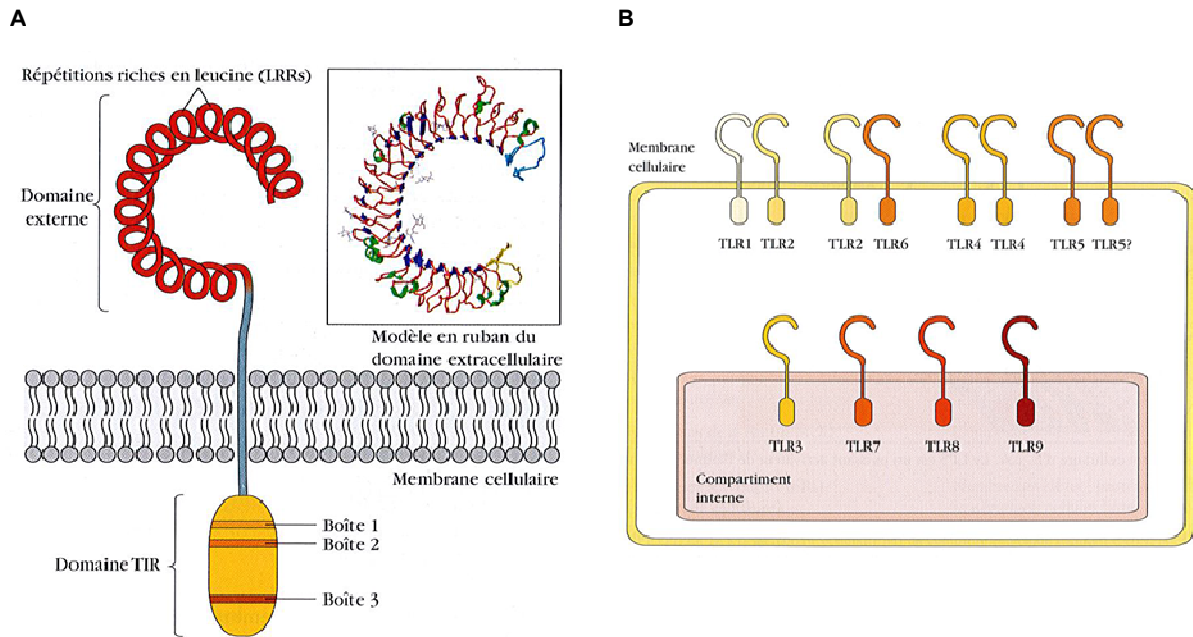 A
B
Répétitions riches en leucine (LRRs)
Domaine
externe
Modèle en ruban du
domaine extracellulaire
Membrane cellulaire
Boîte 1
Boîte 2
Domaine TIR
Boîte 3
Membrane
cellulaire
TLR1 TLR2 TLR2 TLR6 TLR4 TLR4 TLR5 TLR5?
TLR3 TLR7 TLR8 TLR9
Compartiment
interne